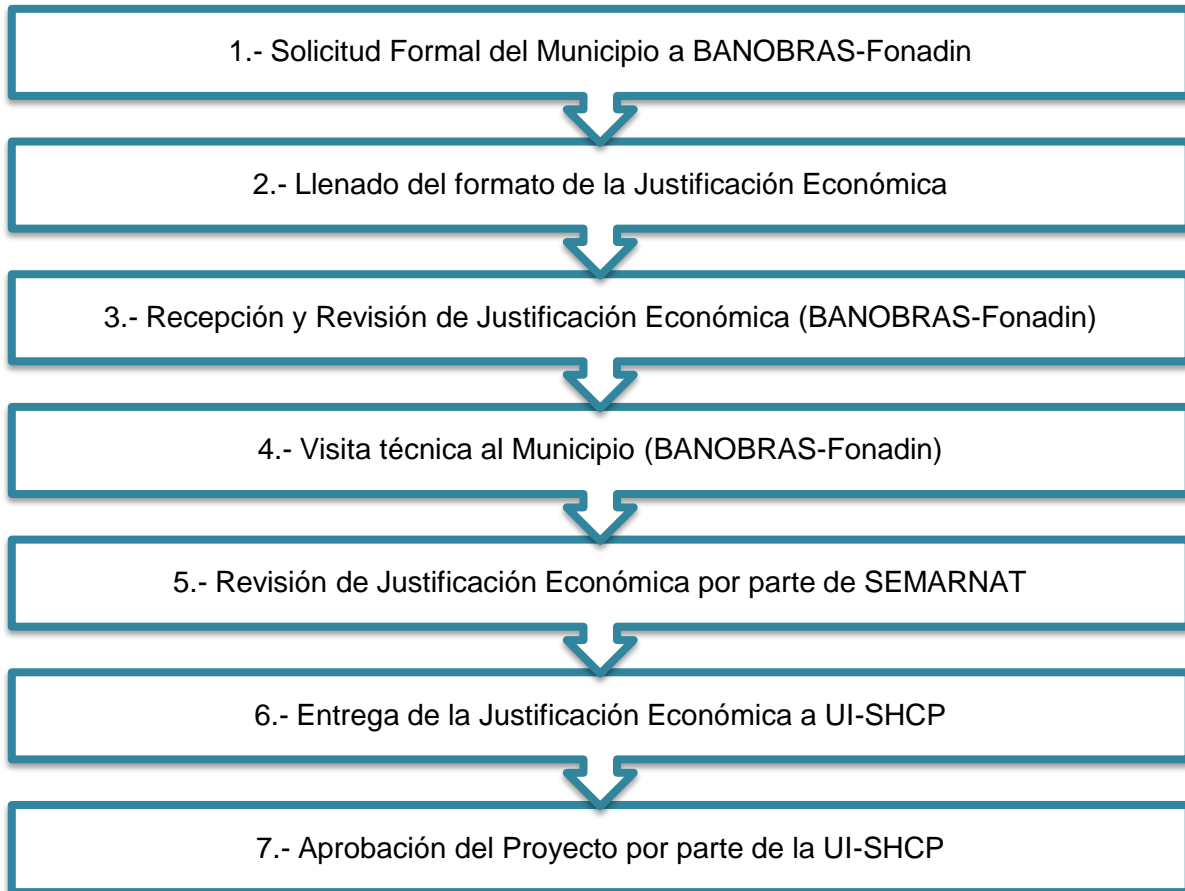 1.- Solicitud Formal del Municipio a BANOBRAS-Fonadin
2.- Llenado del formato de la Justificación Económica
3.- Recepción y Revisión de Justificación Económica (BANOBRAS-Fonadin)
4.- Visita técnica al Municipio (BANOBRAS-Fonadin)
5.- Revisión de Justificación Económica por parte de SEMARNAT
6.- Entrega de la Justificación Económica a UI-SHCP
7.- Aprobación del Proyecto por parte de la UI-SHCP